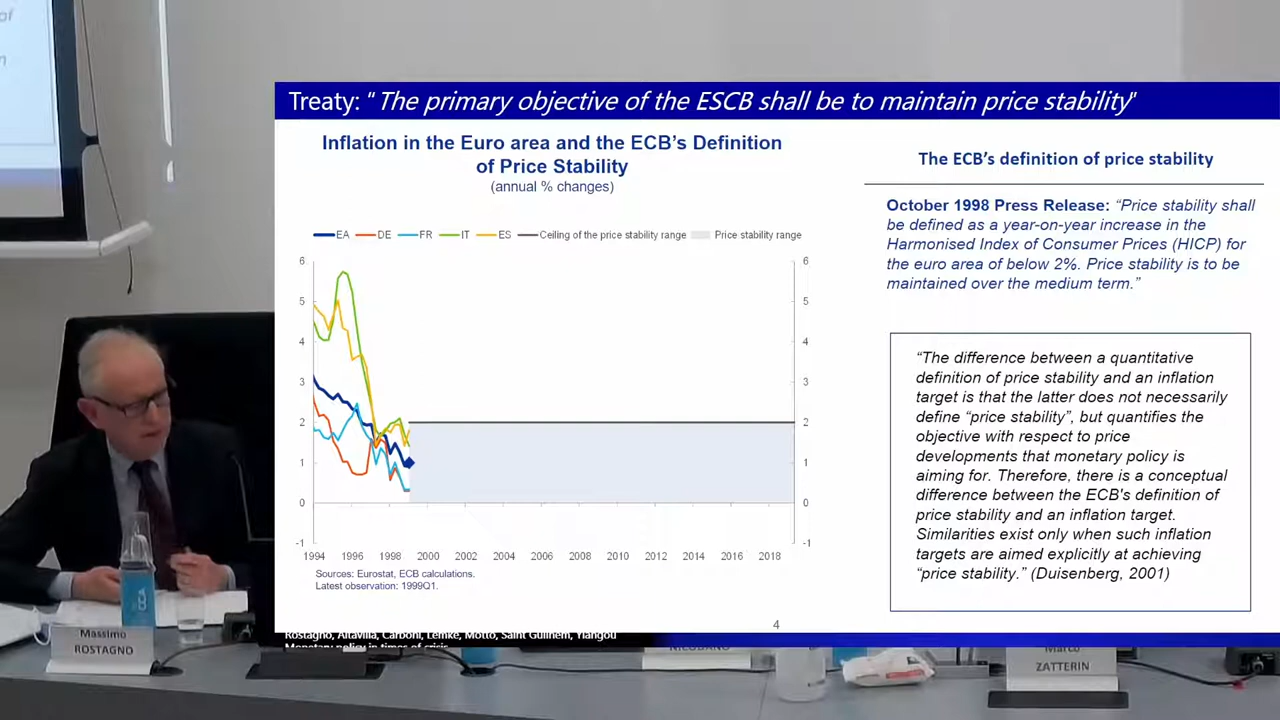 of
Treaty: "The primary objective of the ESCB shall be to maintain price stability"
Inflation in the Euro area and the ECB's Definition
of Price Stability
(annual % changes)
EA DE FR IT ES Ceiling of the price stability range Price stability range
6 6
5 5
4 4
3 3
2 2
1 1
0 0
-1 -1
1994 1996 1998 2000 2002 2004 2006 2008 2010 2012 2014 2016 2018
Sources: Eurostat, ECB calculations.
Latest observation: 1999Q1.
The ECB's definition of price stability
October 1998 Press Release: "Price stability shall
be defined as a year-on-year increase in the
Harmonised Index of Consumer Prices (HICP) for
the euro area of below 2%. Price stability is to be
maintained over the medium term."
"The difference between a quantitative
definition of price stability and an inflation
target is that the latter does not necessarily
define "price stability", but quantifies the
objective with respect to price
developments that monetary policy is
aiming for. Therefore, there is a conceptual
difference between the ECB's definition of
price stability and an inflation target.
Similarities exist only when such inflation
targets are aimed explicitly at achieving
"price stability." (Duisenberg, 2001)
4
Rostagno, Altavilla, Carboni, Lemke, Motto, Saint Guilhem, Yiangou
Monetary policy in times of crisis
Massimo
ROSTAGNO
CCA
NICODANO
Marco
ZATTERIN